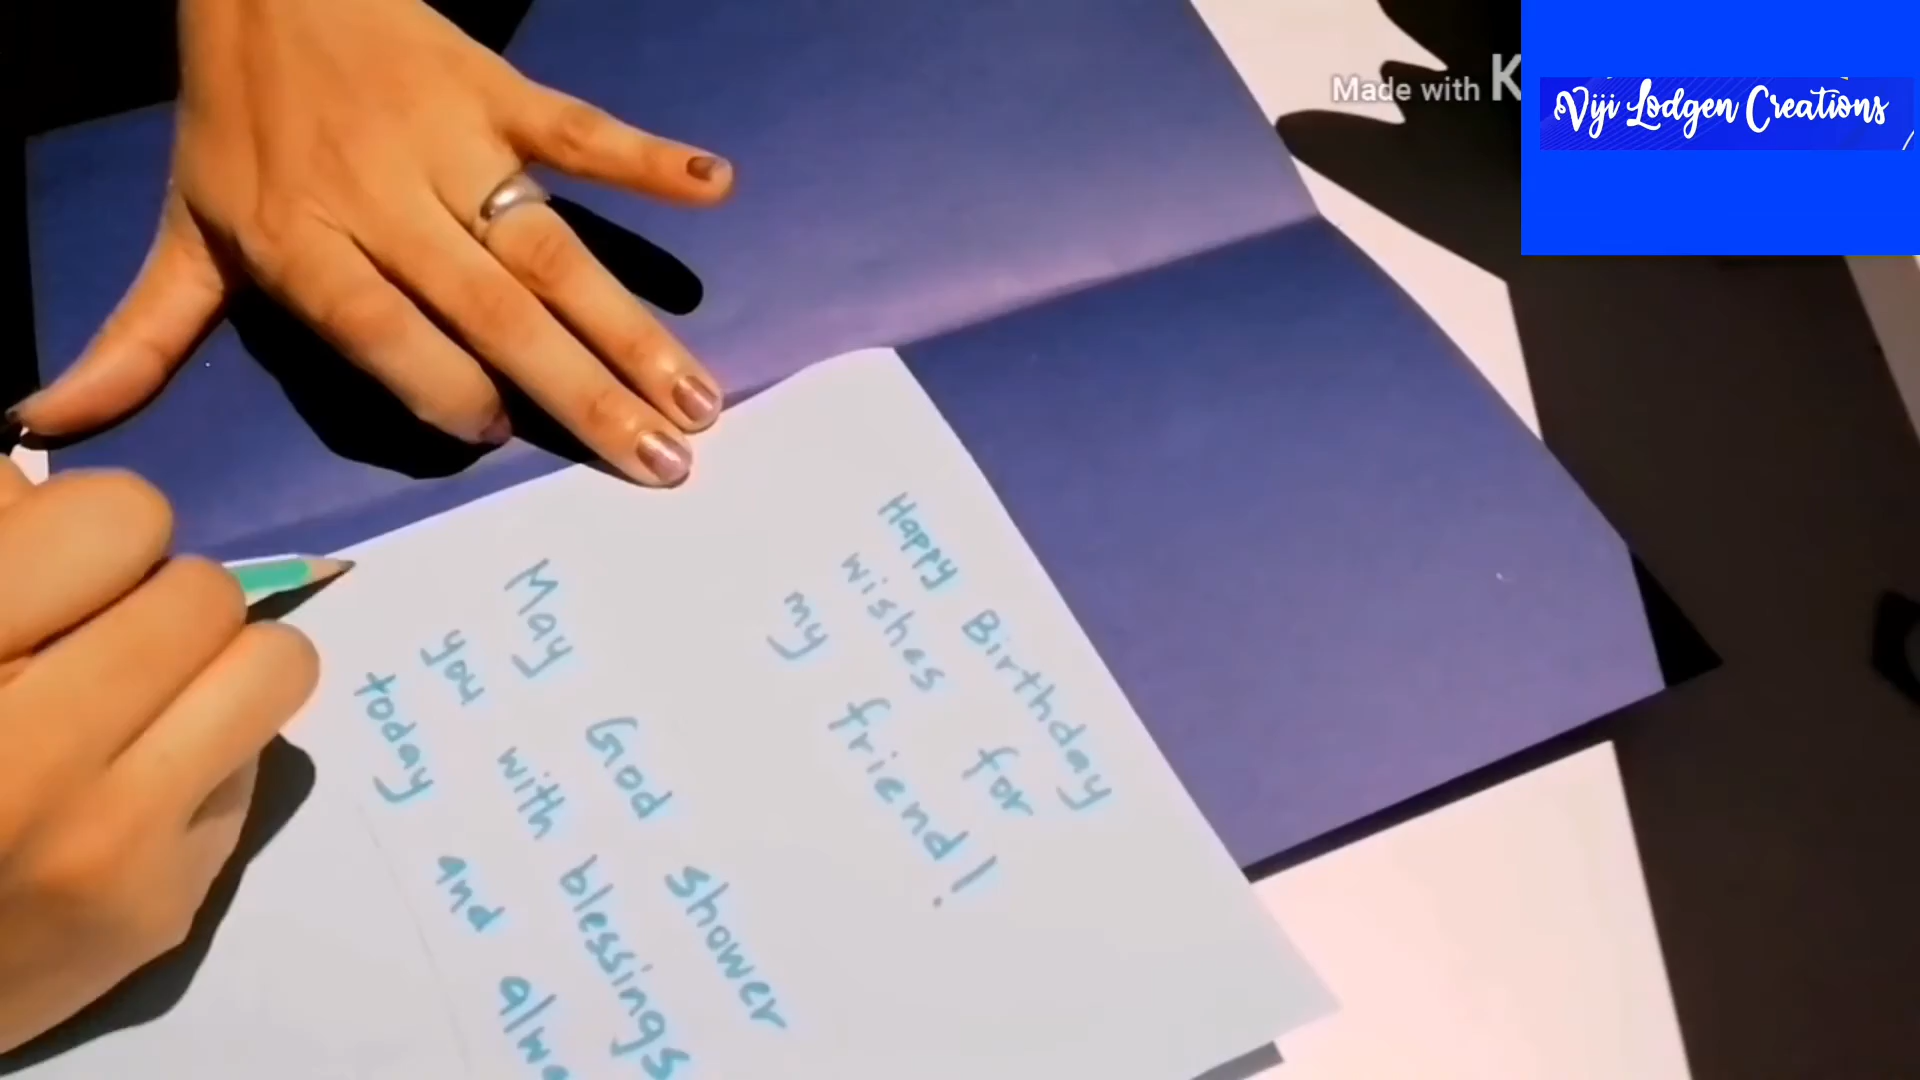 Made with K
Viji Lodgen Creations
Happy Birthday
wishes for
my friend!
May God shower
you with blessings
today and alwa